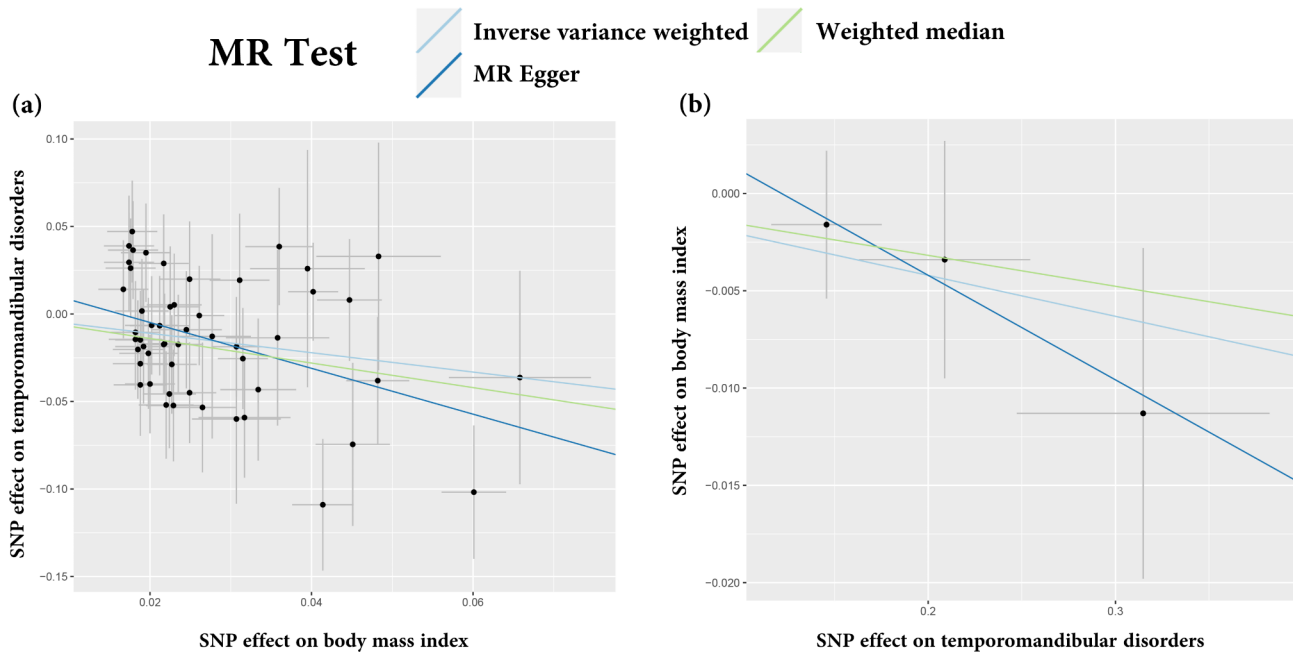 MR Test
Inverse variance weighted
Weighted median
MR Egger
(a)
(b)
SNP effect on temporomandibular disorders
0.10
0.05
0.00
−0.05
−0.10
−0.15
0.02
0.04
0.06
SNP effect on body mass index
SNP effect on body mass index
0.000
−0.005
−0.010
−0.015
−0.020
0.2
0.3
SNP effect on temporomandibular disorders